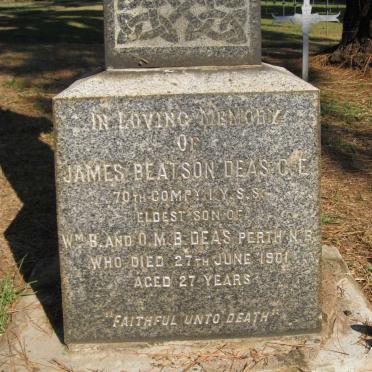 IN LOVING MEMORY
OF
JAMES BEATSON DEAS C.E.
70TH COMPY I.Y. S.S.
ELDEST SON OF
WM B. AND O.M.B. DEAS PERTH N.B.
WHO DIED 27TH JUNE 1901
AGED 27 YEARS
"FAITHFUL UNTO DEATH"